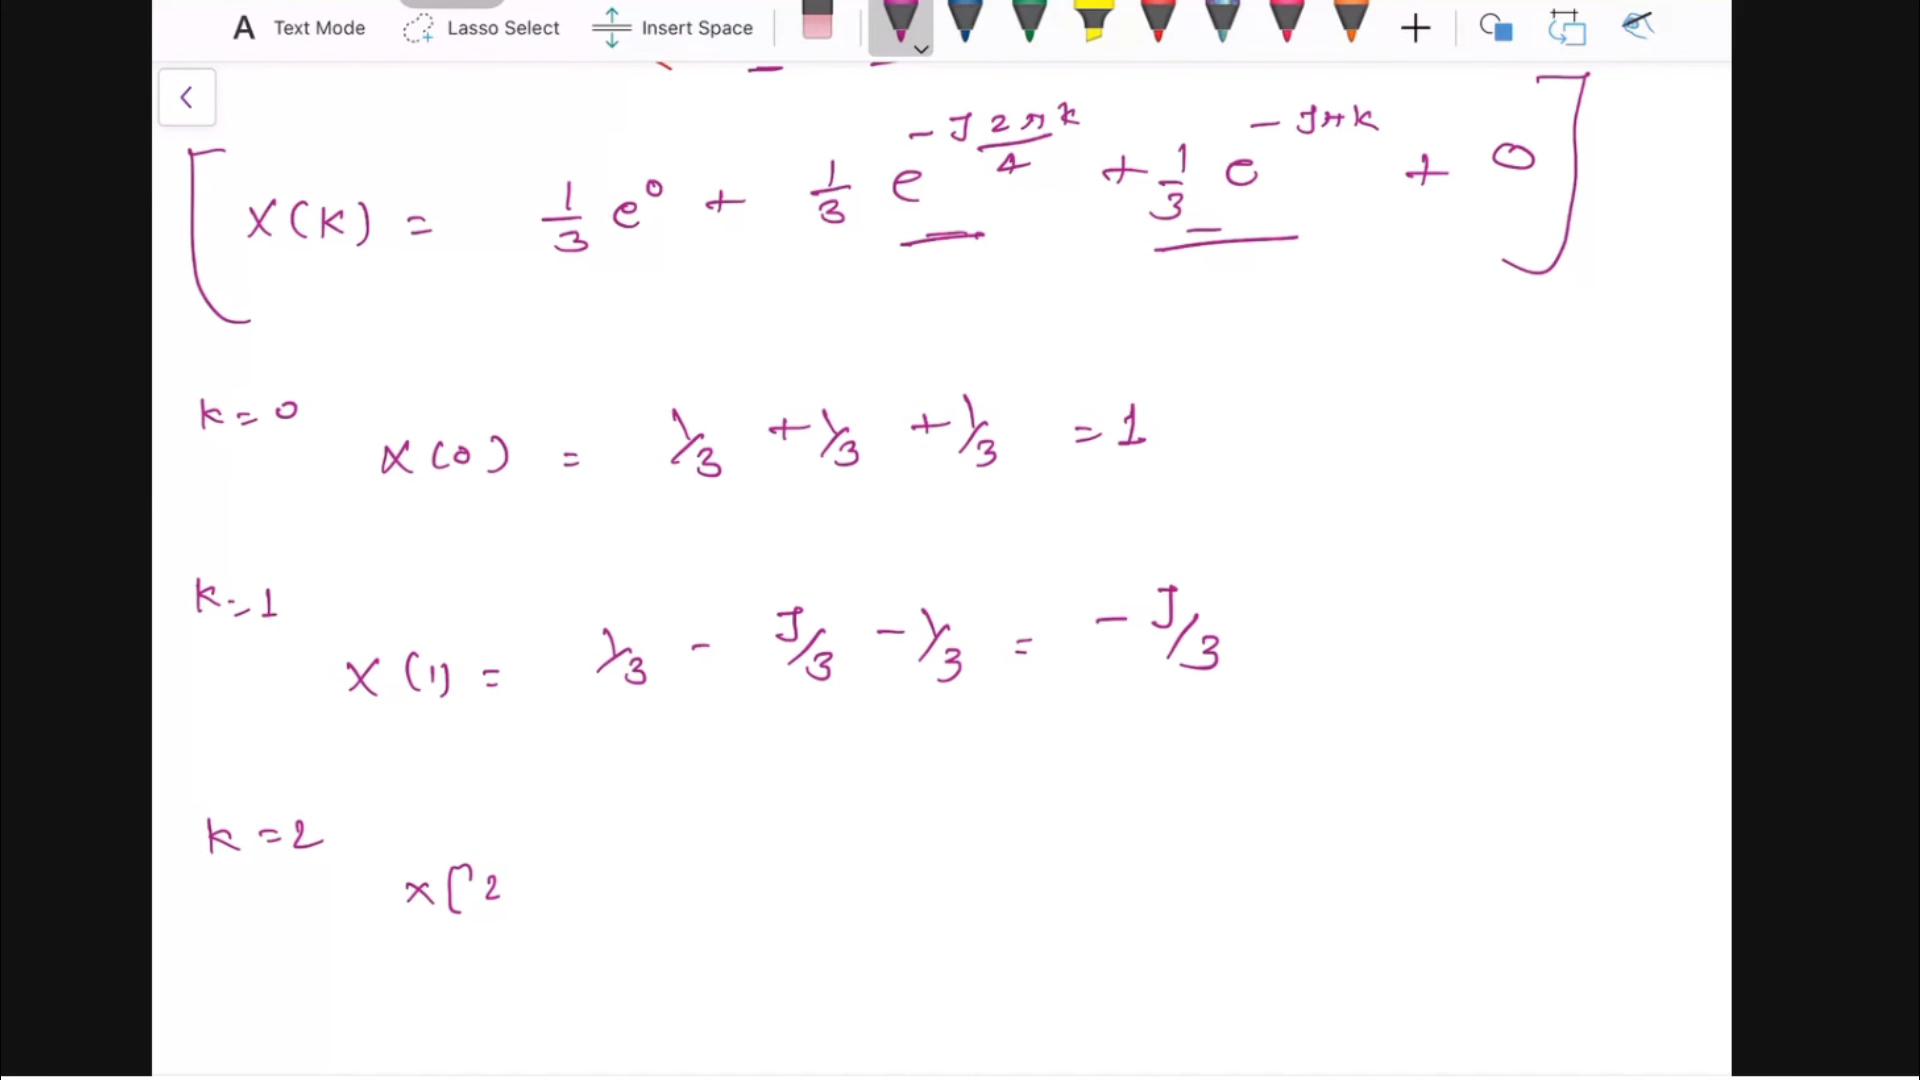 A Text Mode Lasso Select Insert Space
X(K) = 1/3 e^0 + 1/3 e^(-J2πk/4) + 1/3 e^(-Jπk) + 0
k=0
X(0) = 1/3 + 1/3 + 1/3 = 1
k=1
X(1) = 1/3 - J/3 - 1/3 = -J/3
k=2
x[2